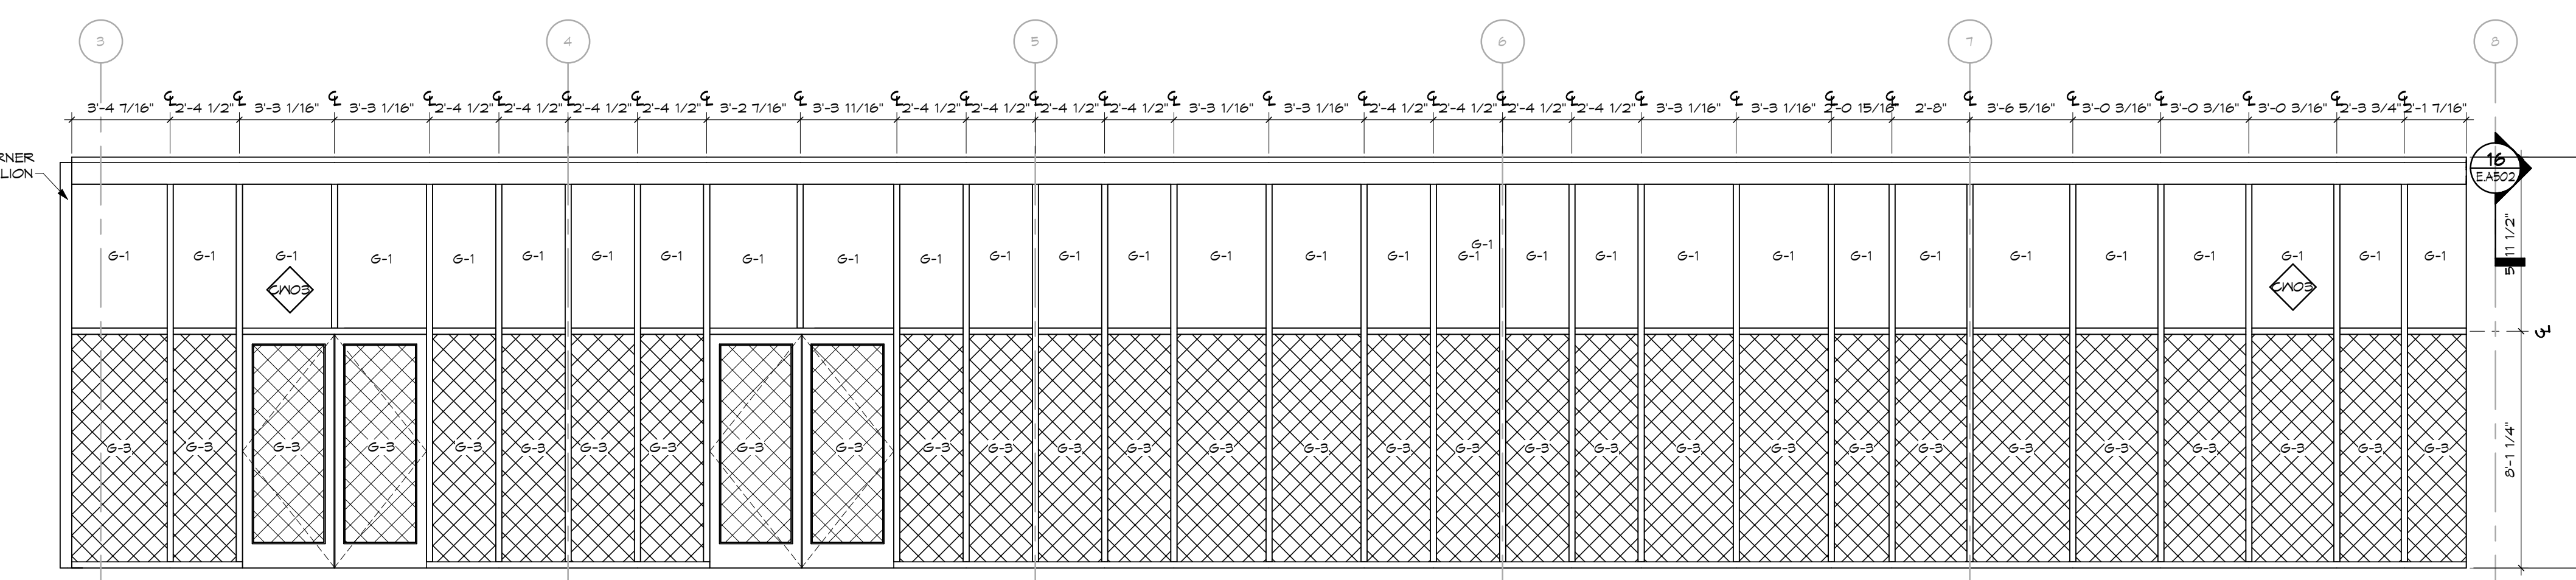 3 4 5 6 7 8
3'-4 7/16" 2'-4 1/2" 3'-3 1/16" 3'-3 1/16" 2'-4 1/2" 2'-4 1/2" 2'-4 1/2" 2'-4 1/2" 3'-2 7/16" 3'-3 11/16" 2'-4 1/2" 2'-4 1/2" 2'-4 1/2" 2'-4 1/2" 3'-3 1/16" 3'-3 1/16" 2'-4 1/2" 2'-4 1/2" 2'-4 1/2" 2'-4 1/2" 3'-3 1/16" 3'-3 1/16" 2'-0 15/16" 2'-8" 3'-6 5/16" 3'-0 3/16" 3'-0 3/16" 3'-0 3/16" 2'-3 3/4" 2'-1 7/16"
RNER
LION
16
E.A502
G-1
G-1 G-1 G-1 G-1 G-1 G-1 G-1 G-1 G-1 G-1 G-1 G-1 G-1 G-1 G-1 G-1 G-1 G-1 G-1 G-1 G-1 G-1 G-1 G-1 G-1 G-1 G-1 G-1 G-1 G-1
5'-11 1/2"
CW03 CW03
G-3 G-3 G-3 G-3 G-3 G-3 G-3 G-3 G-3 G-3 G-3 G-3 G-3 G-3 G-3 G-3 G-3 G-3 G-3 G-3 G-3 G-3 G-3 G-3 G-3 G-3 G-3 G-3 G-3 G-3
8'-1 1/4"